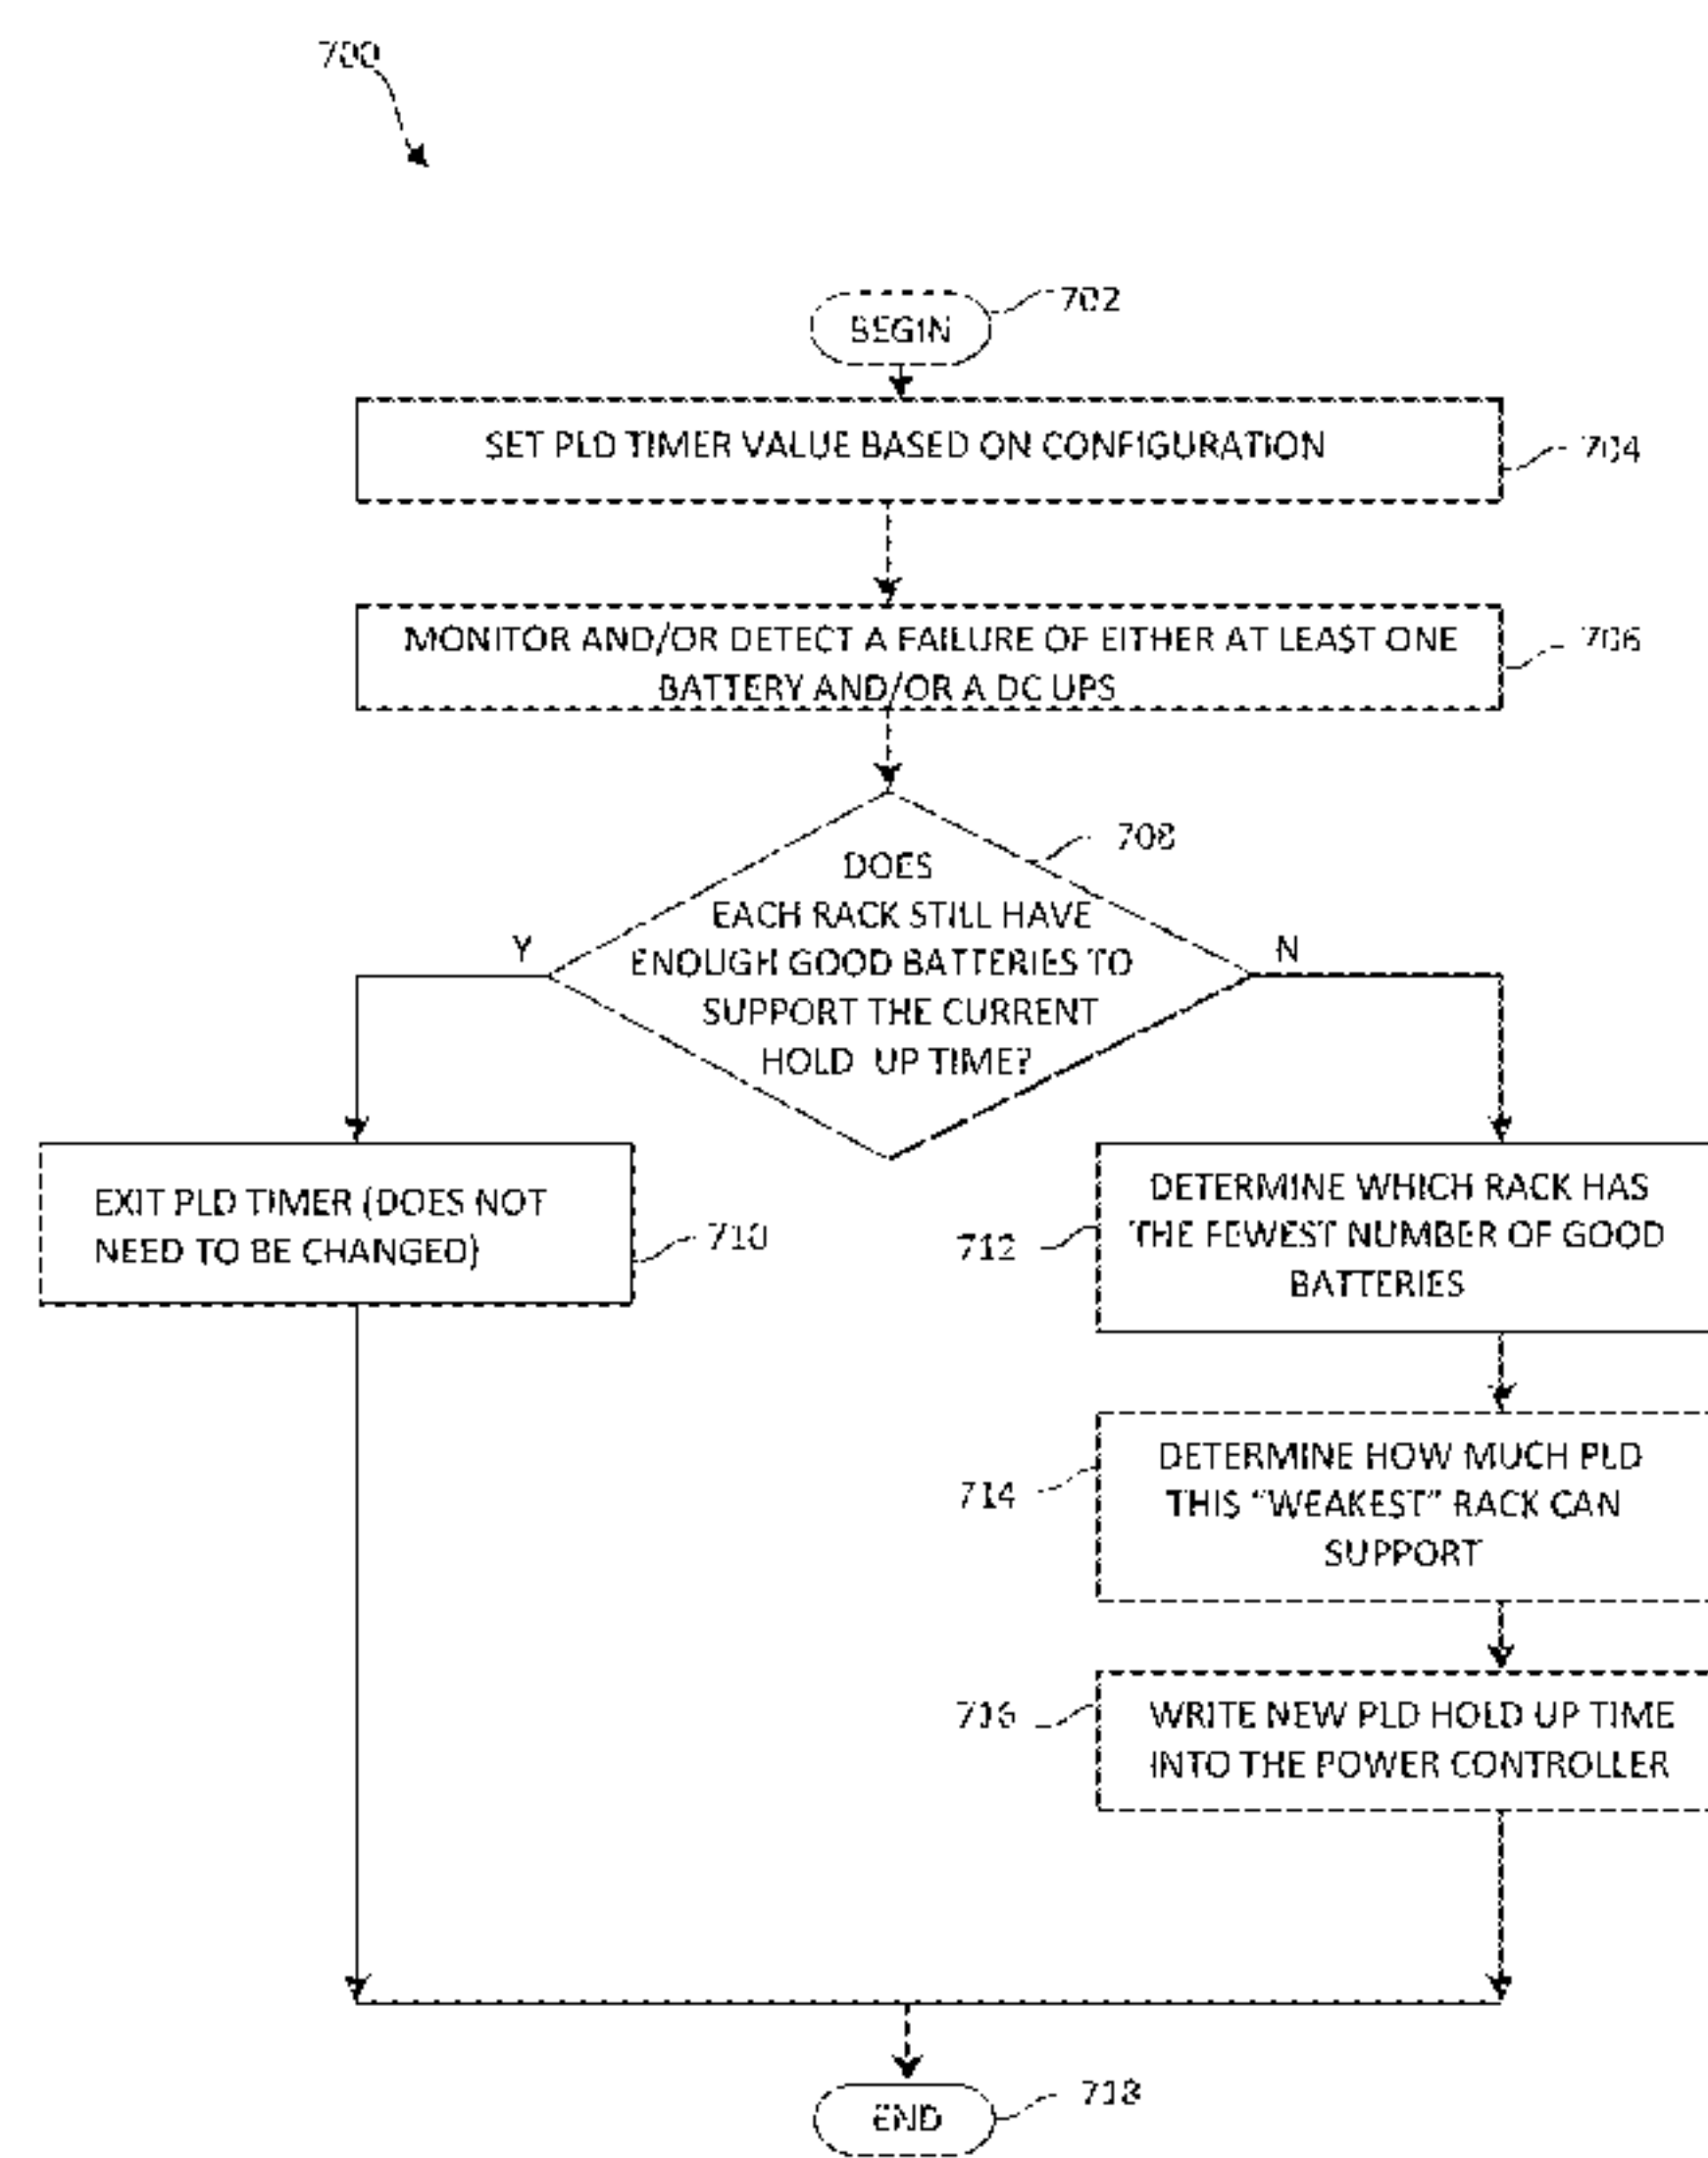 700
702
BEGIN
SET PLD TIMER VALUE BASED ON CONFIGURATION
704
MONITOR AND/OR DETECT A FAILURE OF EITHER AT LEAST ONE
BATTERY AND/OR A DC UPS
706
708
DOES
EACH RACK STILL HAVE
ENOUGH GOOD BATTERIES TO
SUPPORT THE CURRENT
HOLD UP TIME?
Y
N
EXIT PLD TIMER (DOES NOT
NEED TO BE CHANGED)
710
712
DETERMINE WHICH RACK HAS
THE FEWEST NUMBER OF GOOD
BATTERIES
714
DETERMINE HOW MUCH PLD
THIS “WEAKEST” RACK CAN
SUPPORT
716
WRITE NEW PLD HOLD UP TIME
INTO THE POWER CONTROLLER
END
718